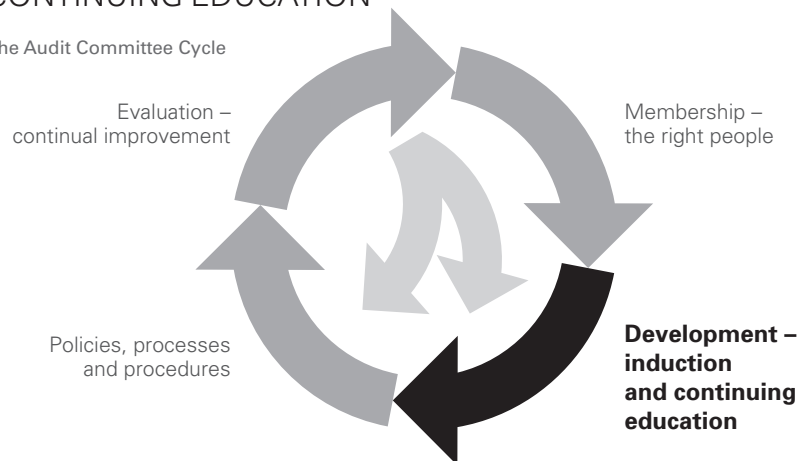 CONTINUING EDUCATION
he Audit Committee Cycle
Evaluation –
continual improvement
Membership –
the right people
Policies, processes
and procedures
Development –
induction
and continuing
education